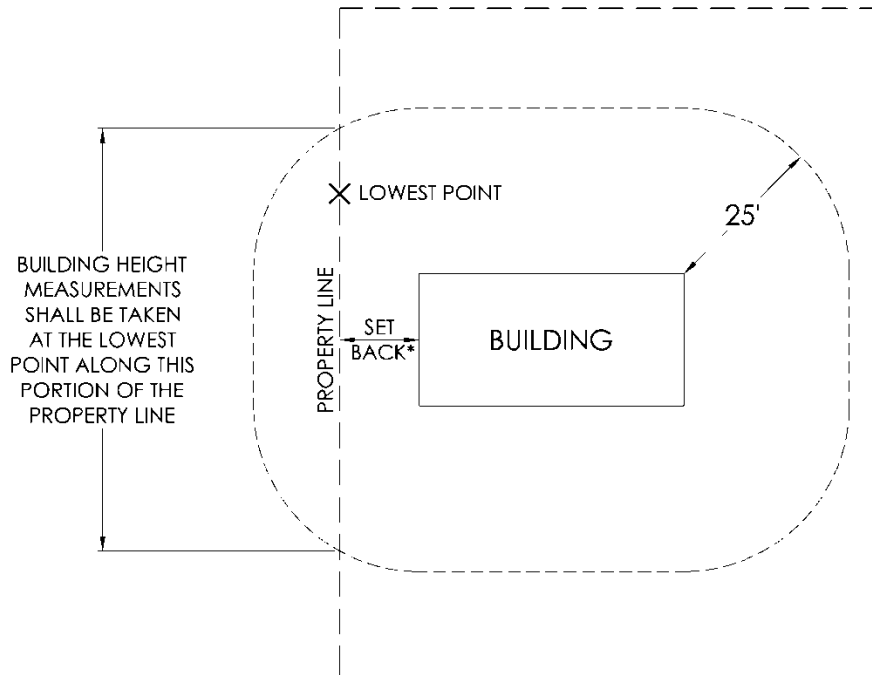 LOWEST POINT
25'
BUILDING HEIGHT
MEASUREMENTS
SHALL BE TAKEN
AT THE LOWEST
POINT ALONG THIS
PORTION OF THE
PROPERTY LINE
PROPERTY LINE
SET
BACK*
BUILDING